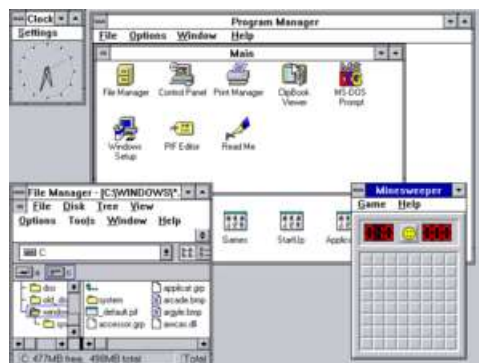 Clock
Settings
Program Manager
File Options Window Help
Main
File Manager
Control Panel
Print Manager
ClipBook Viewer
MS-DOS Prompt
Windows Setup
PIF Editor
Read Me
Games
StartUp
File Manager - [C:\WINDOWS\*.
File Disk Tree View
Options Tools Window Help
C:
a
c
dos
system
_default.pif
accessor.grp
applicat.grp
arcade.bmp
argyle.bmp
C: 477MB free, 498MB total
Total
Minesweeper
Game Help